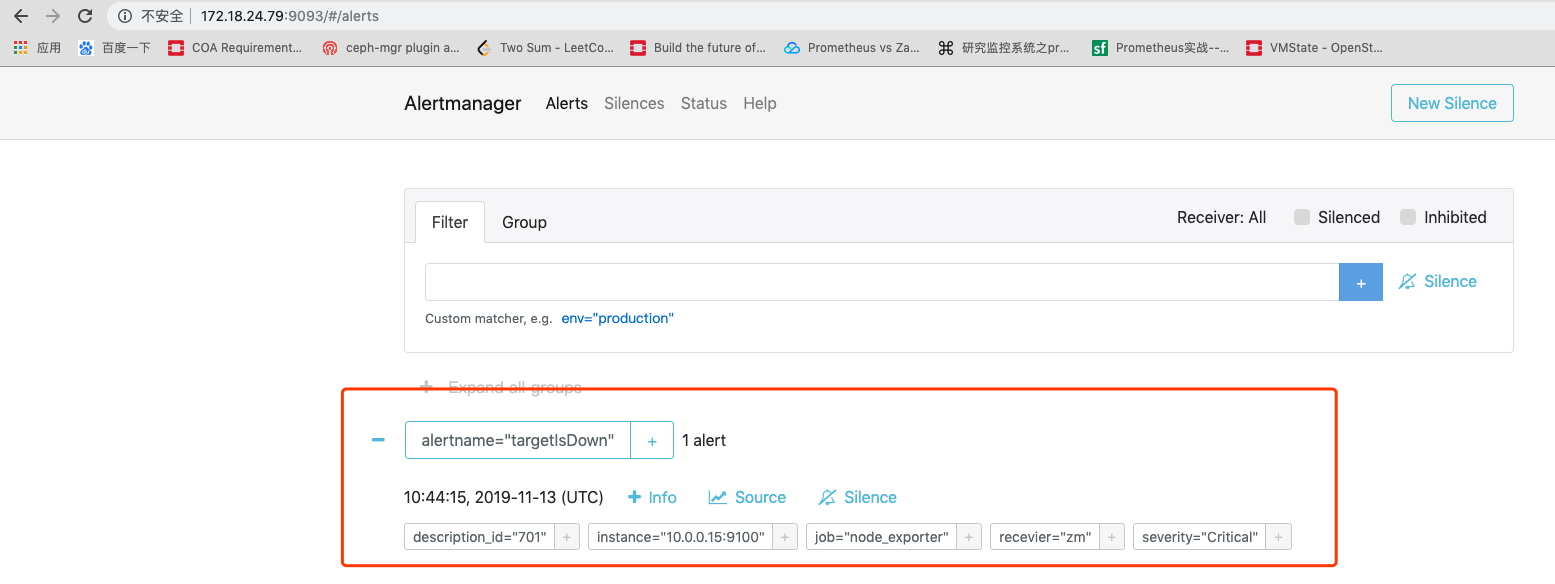 不安全 172.18.24.79:9093/#/alerts
应用 百度一下 COA Requirement... ceph-mgr plugin a... Two Sum - LeetCo... Build the future of... Prometheus vs Za... 研究监控系统之pr... sf Prometheus实战--... VMState - OpenSt...
Alertmanager Alerts Silences Status Help New Silence
Filter Group Receiver: All Silenced Inhibited
+ Silence
Custom matcher, e.g. env="production"
+ Expand all groups
− alertname="targetIsDown" + 1 alert
10:44:15, 2019-11-13 (UTC) + Info Source Silence
description_id="701" + instance="10.0.0.15:9100" + job="node_exporter" + recevier="zm" + severity="Critical" +